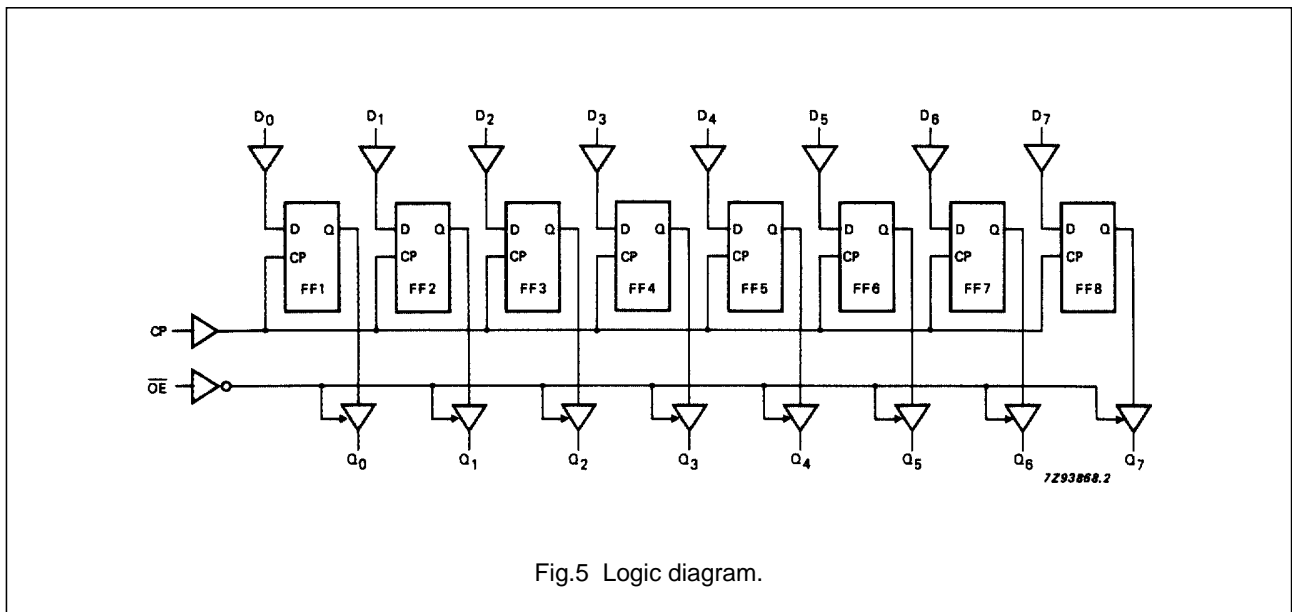 D0 D1 D2 D3 D4 D5 D6 D7
D Q D Q D Q D Q D Q D Q D Q D Q
CP CP CP CP CP CP CP CP
FF1 FF2 FF3 FF4 FF5 FF6 FF7 FF8
CP
OE
Q0 Q1 Q2 Q3 Q4 Q5 Q6 Q7
7Z93868.2
Fig.5 Logic diagram.